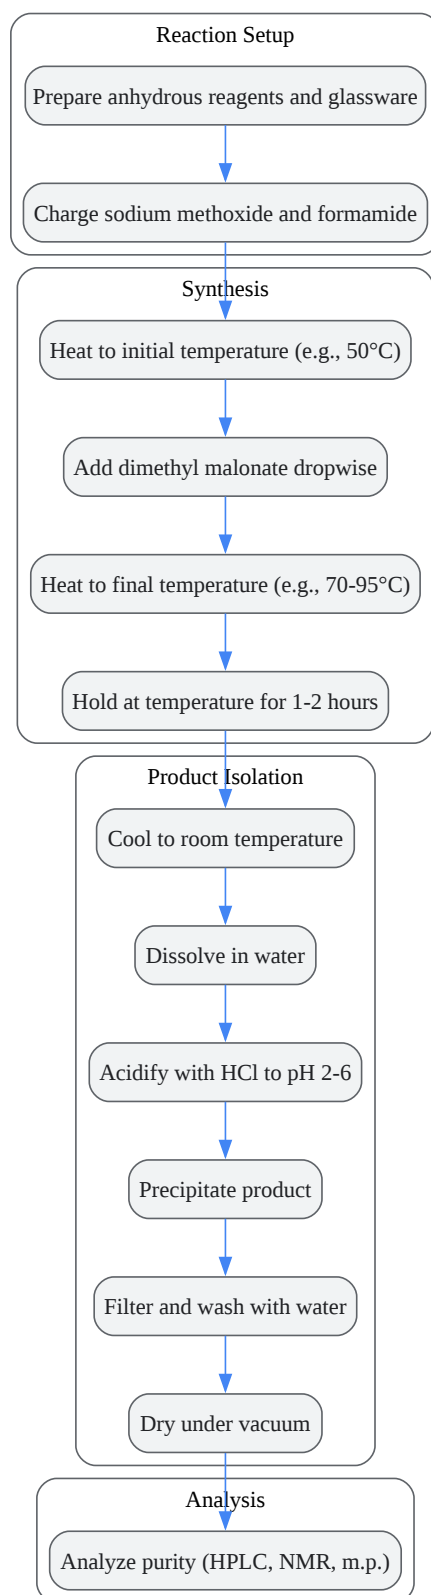 Reaction Setup
Prepare anhydrous reagents and glassware
Charge sodium methoxide and formamide
Synthesis
Heat to initial temperature (e.g., 50°C)
Add dimethyl malonate dropwise
Heat to final temperature (e.g., 70-95°C)
Hold at temperature for 1-2 hours
Product Isolation
Cool to room temperature
Dissolve in water
Acidify with HCl to pH 2-6
Precipitate product
Filter and wash with water
Dry under vacuum
Analysis
Analyze purity (HPLC, NMR, m.p.)